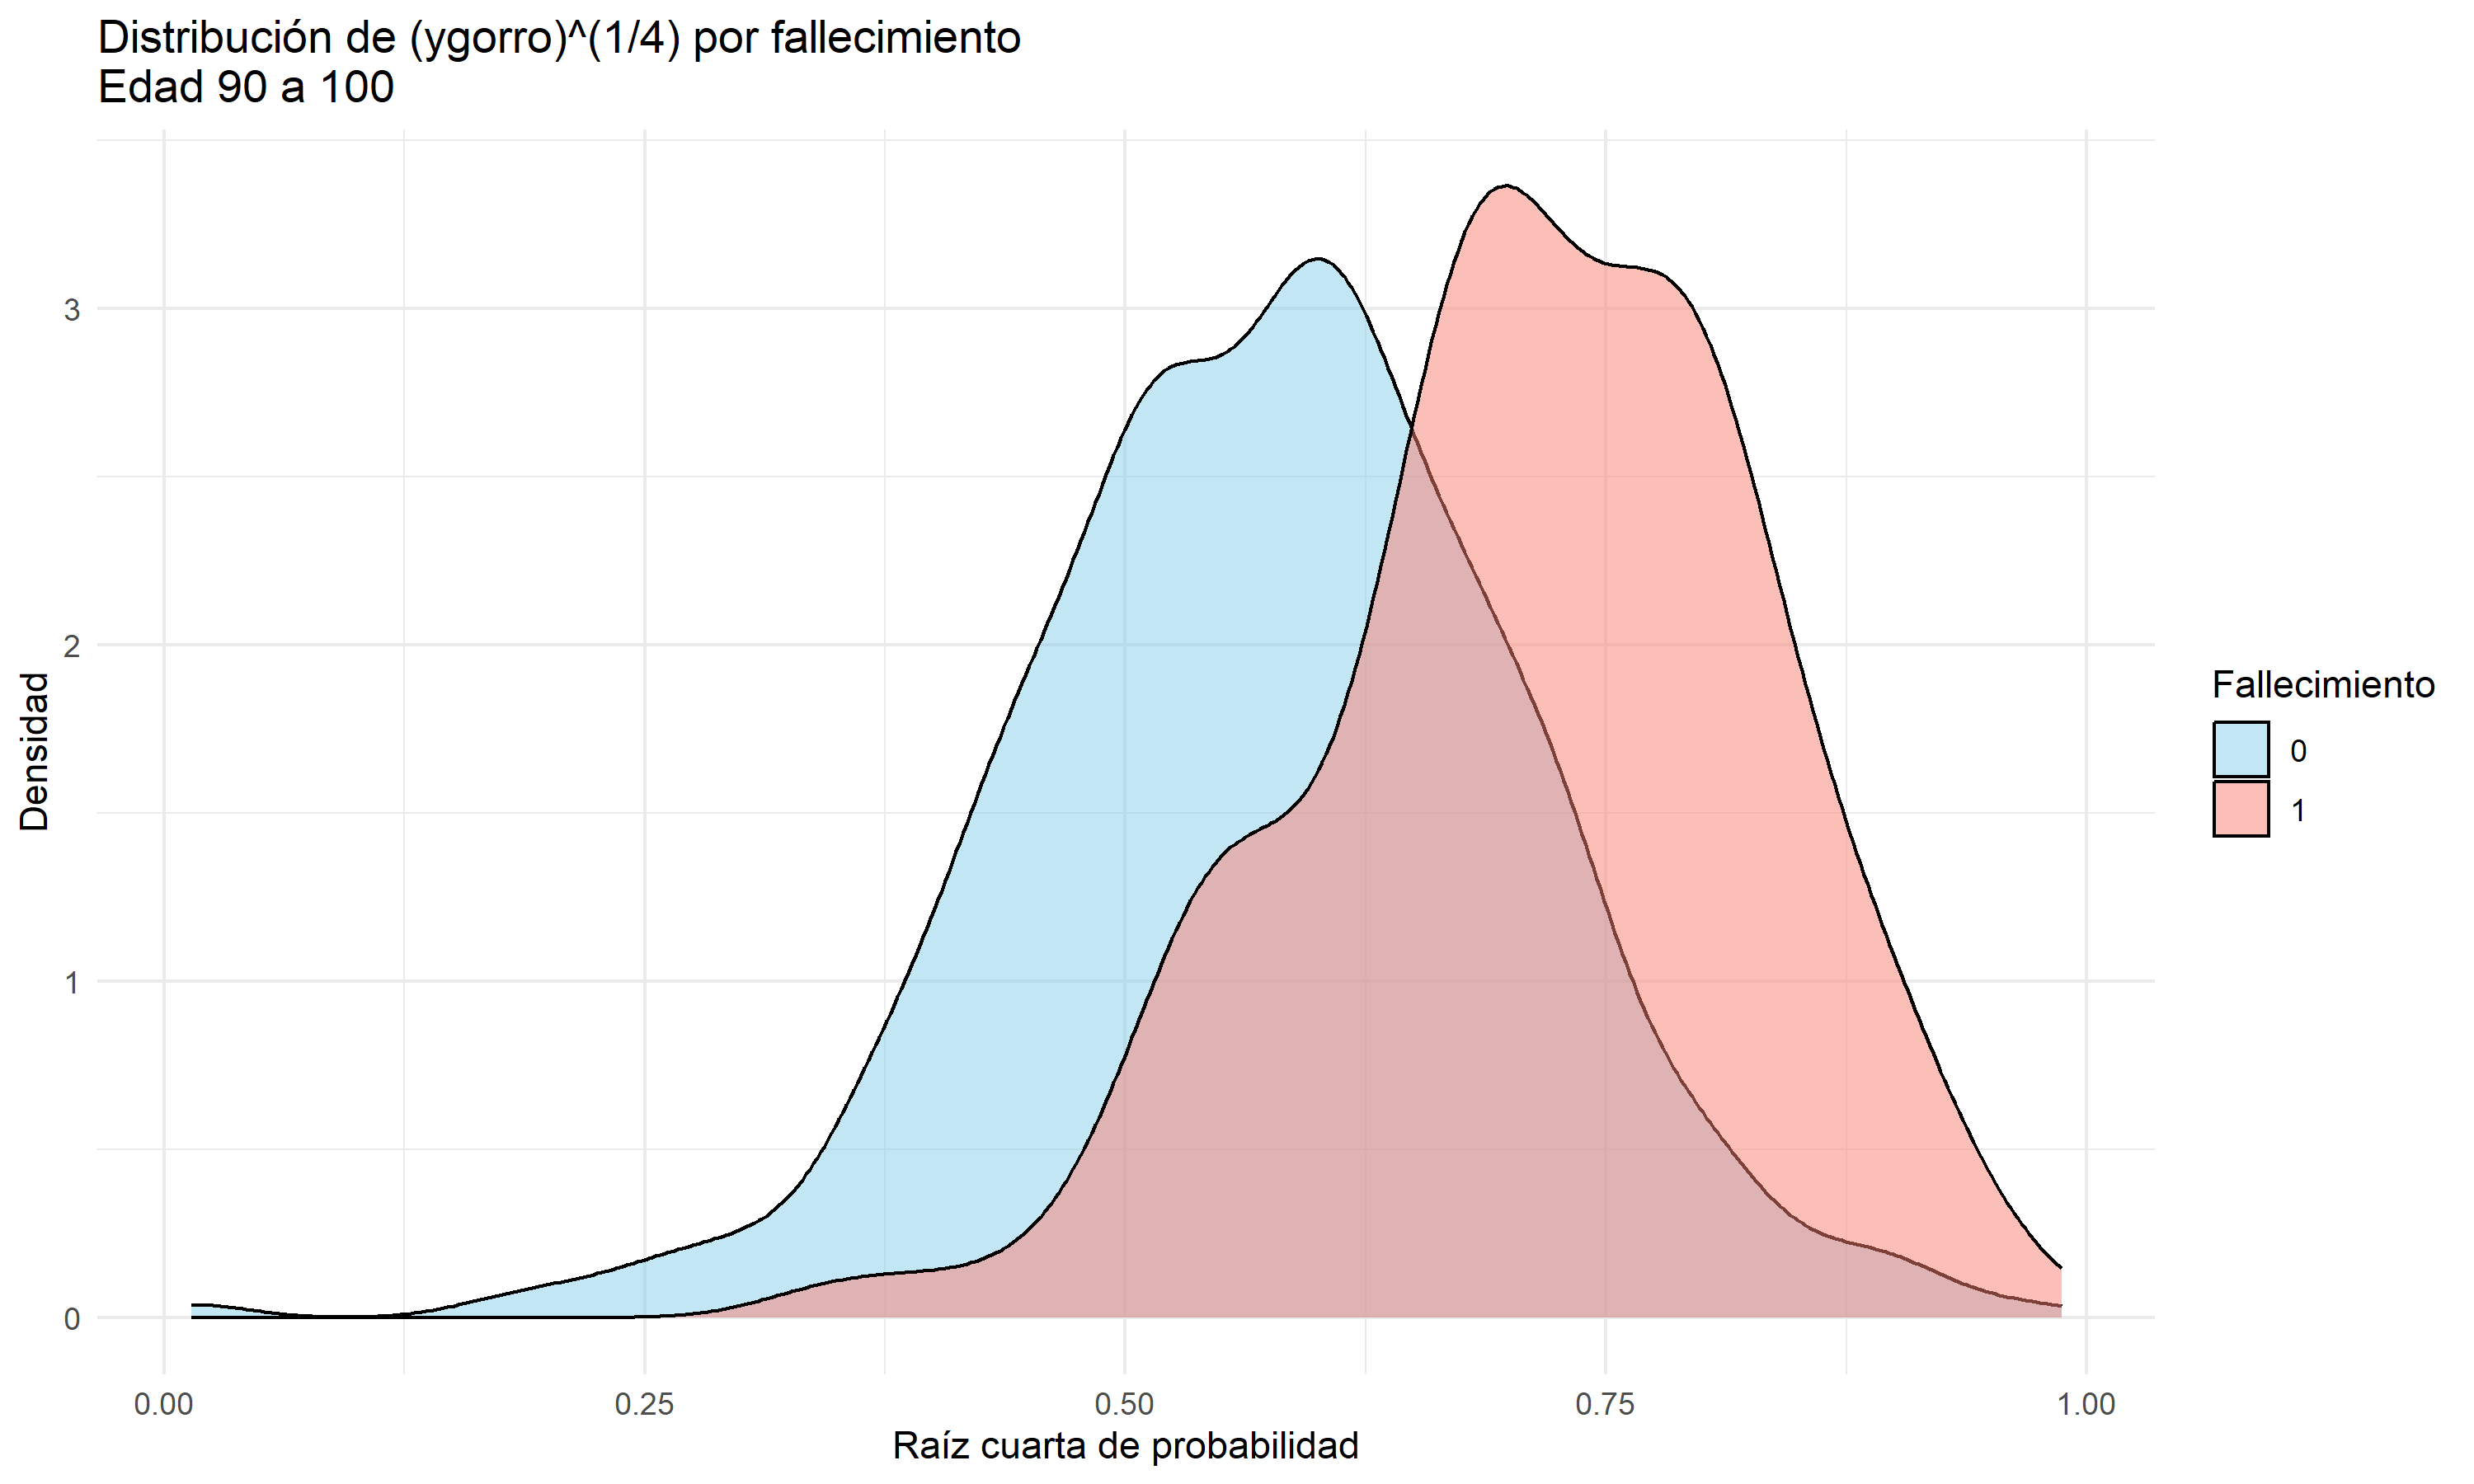 Distribución de (ygorro)^(1/4) por fallecimiento
Edad 90 a 100
3
2
1
0
Densidad
0.00 0.25 0.50 0.75 1.00
Raíz cuarta de probabilidad
Fallecimiento
0
1